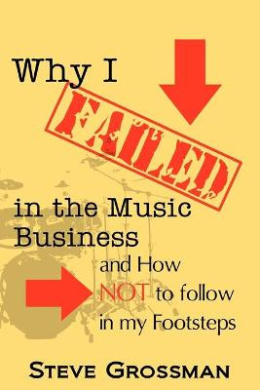 Why I
FAILED
in the Music
Business
and How
NOT to follow
in my Footsteps
STEVE GROSSMAN